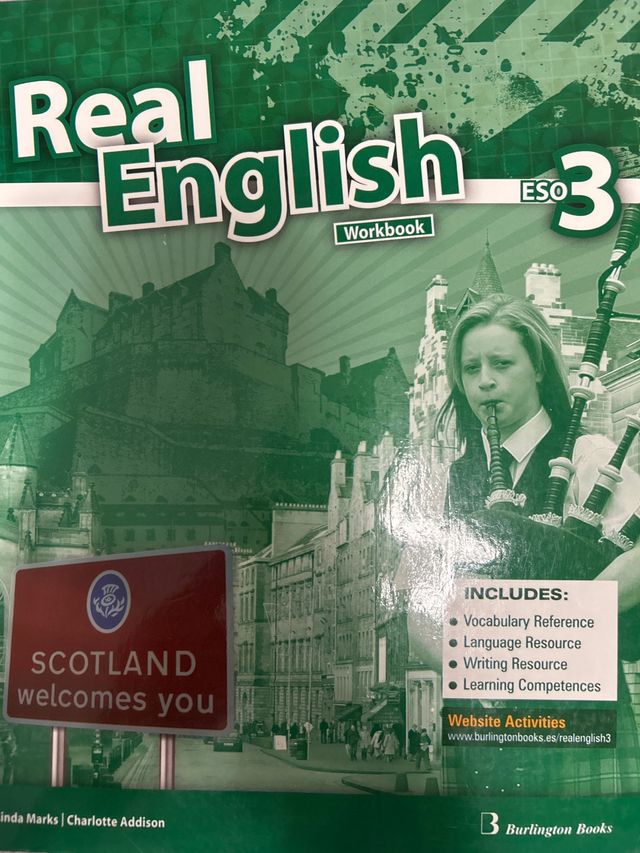 Real
English
ESO 3
Workbook
INCLUDES:
• Vocabulary Reference
• Language Resource
• Writing Resource
• Learning Competences
SCOTLAND
welcomes you
Website Activities
www.burlingtonbooks.es/realenglish3
inda Marks | Charlotte Addison
B Burlington Books